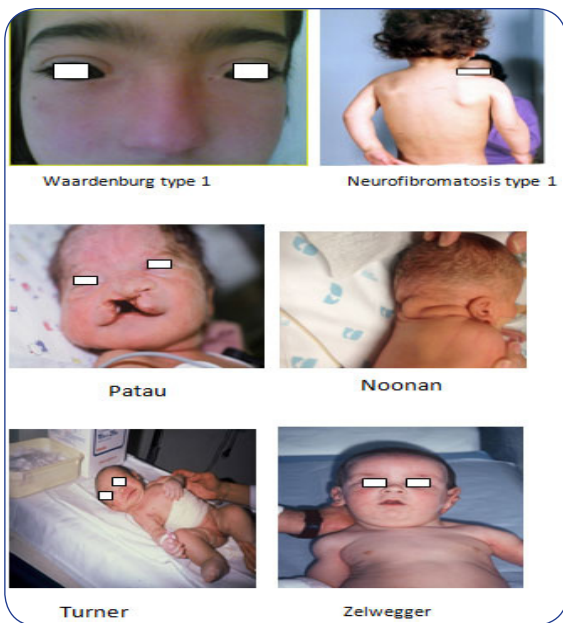 Waardenburg type 1
Neurofibromatosis type 1
Patau
Noonan
Turner
Zelwegger